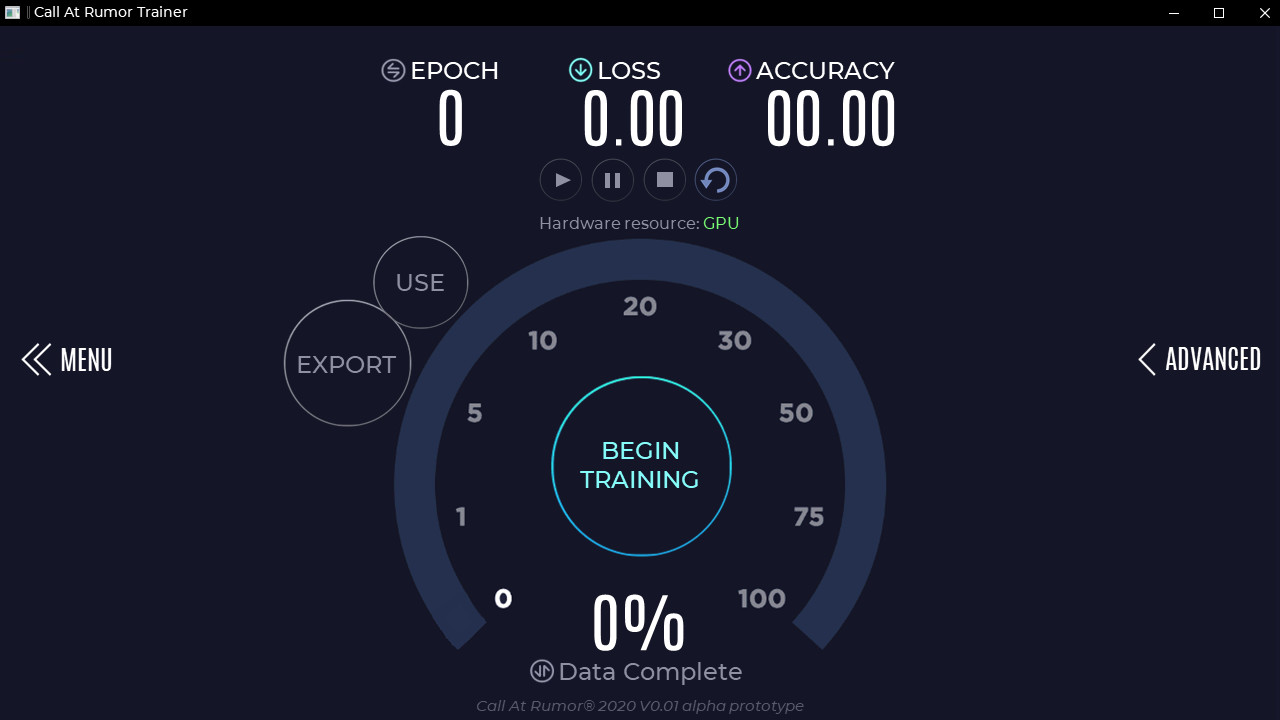 Call At Rumor Trainer
EPOCH LOSS ACCURACY
0 0.00 00.00
Hardware resource: GPU
USE
EXPORT
MENU
ADVANCED
20
10 30
5 50
BEGIN
TRAINING
1 75
0 100
0%
Data Complete
Call At Rumor® 2020 V0.01 alpha prototype